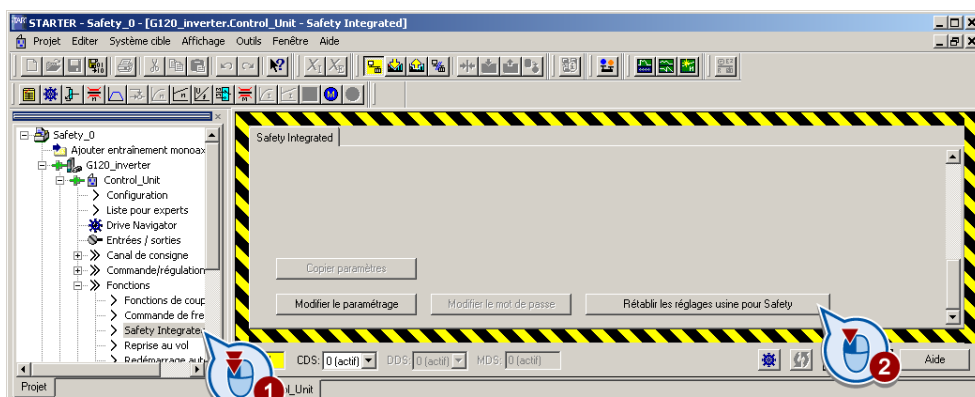 STARTER - Safety_0 - [G120_inverter.Control_Unit - Safety Integrated]
Projet Editer Système cible Affichage Outils Fenêtre Aide
Safety_0
Ajouter entraînement monoax
G120_inverter
Control_Unit
Configuration
Liste pour experts
Drive Navigator
Entrées / sorties
Canal de consigne
Commande/régulation
Fonctions
Fonctions de coup
Commande de fre
Safety Integrate
Reprise au vol
Redémarrage aut
Projet
Safety Integrated
Copier paramètres
Modifier le paramétrage
Modifier le mot de passe
Rétablir les réglages usine pour Safety
CDS: 0 (actif) DDS: 0 (actif) MDS: 0 (actif)
Aide
ol_Unit
1
2